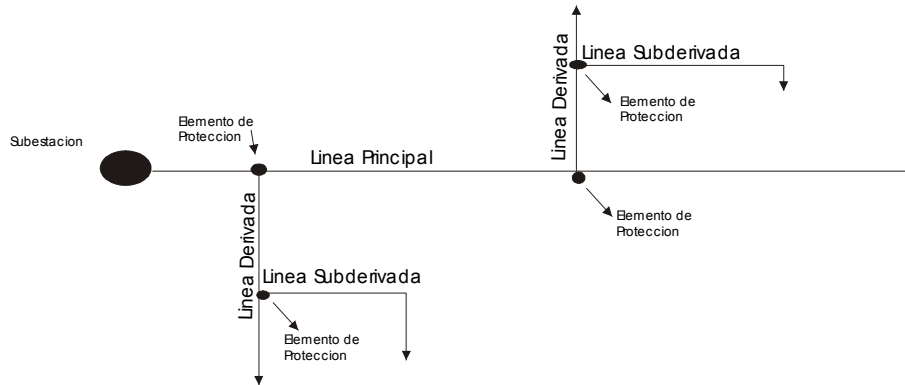 Linea Derivada
Linea Subderivada
Elemento de
Proteccion
Elemento de
Proteccion
Subestacion
Linea Principal
Elemento de
Proteccion
Linea Derivada
Linea Subderivada
Elemento de
Proteccion